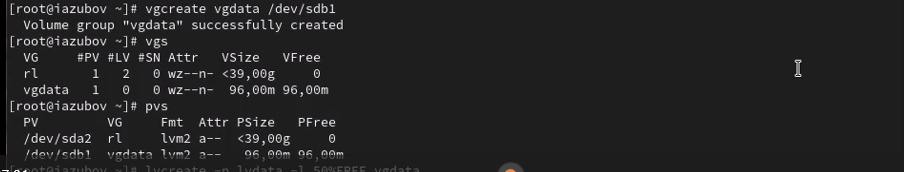 [root@iazubov ~]# vgcreate vgdata /dev/sdb1
  Volume group "vgdata" successfully created
[root@iazubov ~]# vgs
  VG     #PV #LV #SN Attr   VSize   VFree
  rl       1   2   0 wz--n- <39,00g     0
  vgdata   1   0   0 wz--n-  96,00m 96,00m
[root@iazubov ~]# pvs
  PV         VG     Fmt  Attr PSize   PFree
  /dev/sda2  rl     lvm2 a--  <39,00g     0
  /dev/sdb1  vgdata lvm2 a--   96,00m 96,00m
[root@iazubov ~]# lvcreate -n lvdata -l 50%FREE vgdata